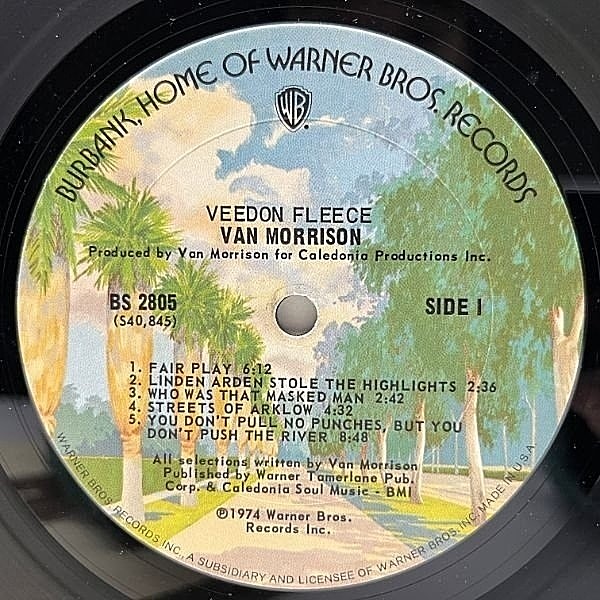 BURBANK, HOME OF WARNER BROS. RECORDS
WB
VEEDON FLEECE
VAN MORRISON
Produced by Van Morrison for Caledonia Productions Inc.
BS 2805
(S40,845)
SIDE I
1. FAIR PLAY 6:12
2. LINDEN ARDEN STOLE THE HIGHLIGHTS 2:36
3. WHO WAS THAT MASKED MAN 2:42
4. STREETS OF ARKLOW 4:32
5. YOU DON'T PULL NO PUNCHES, BUT YOU
DON'T PUSH THE RIVER 8:48
All selections written by Van Morrison
Published by Warner Tamerlane Pub.
Corp. & Caledonia Soul Music - BMI
℗1974 Warner Bros.
Records Inc.
WARNER BROS. RECORDS INC., A SUBSIDIARY AND LICENSEE OF WARNER BROS. INC. MADE IN U.S.A.